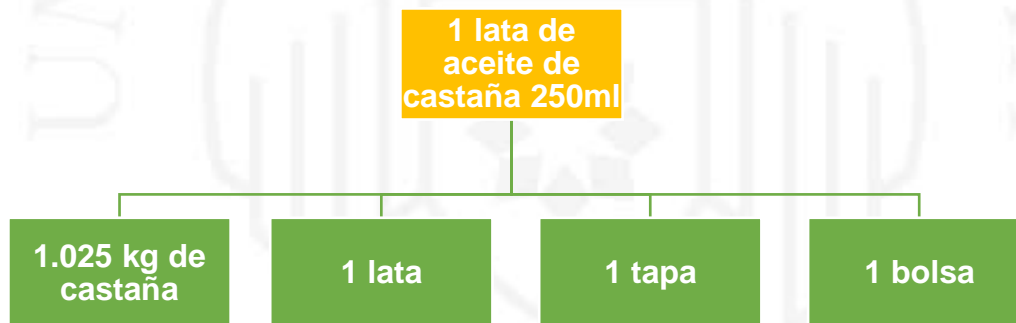 1 lata de
aceite de
castaña 250ml
1.025 kg de
castaña
1 lata
1 tapa
1 bolsa